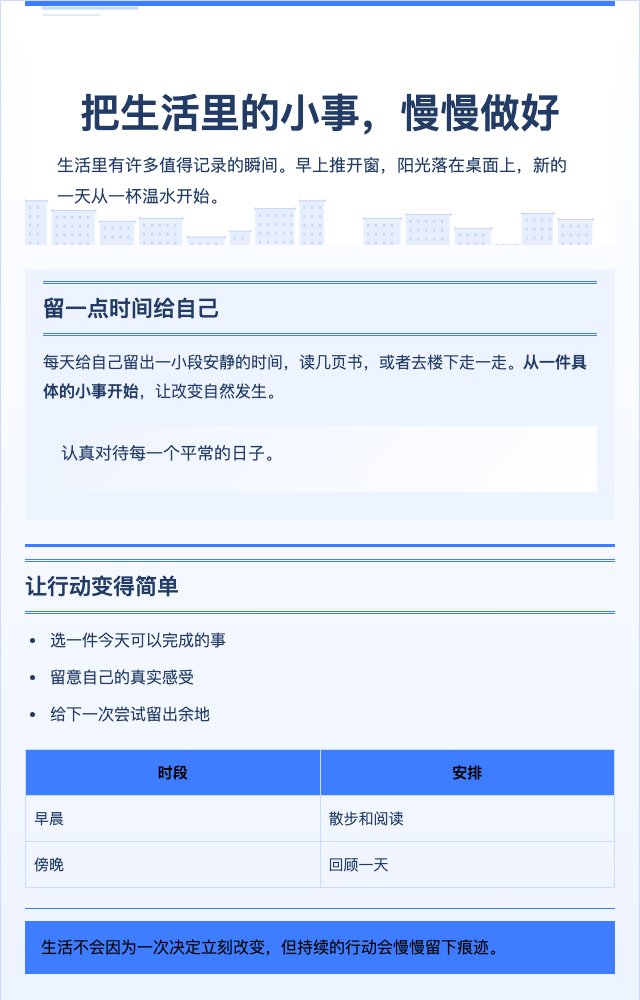 把生活里的小事，慢慢做好
生活里有许多值得记录的瞬间。早上推开窗，阳光落在桌面上，新的
一天从一杯温水开始。
留一点时间给自己
每天给自己留出一小段安静的时间，读几页书，或者去楼下走一走。从一件具
体的小事开始，让改变自然发生。
认真对待每一个平常的日子。
让行动变得简单
• 选一件今天可以完成的事
• 留意自己的真实感受
• 给下一次尝试留出余地
时段 安排
早晨 散步和阅读
傍晚 回顾一天
生活不会因为一次决定立刻改变，但持续的行动会慢慢留下痕迹。